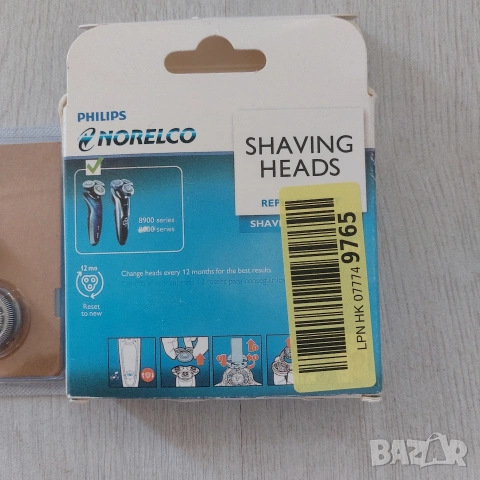 PHILIPS
NORELCO
SHAVING
HEADS
REP
SHAV
8900 series
series
12 mo
Reset
to new
Change heads every 12 months for the best results
LPN HK 07774 9765
BAZAR